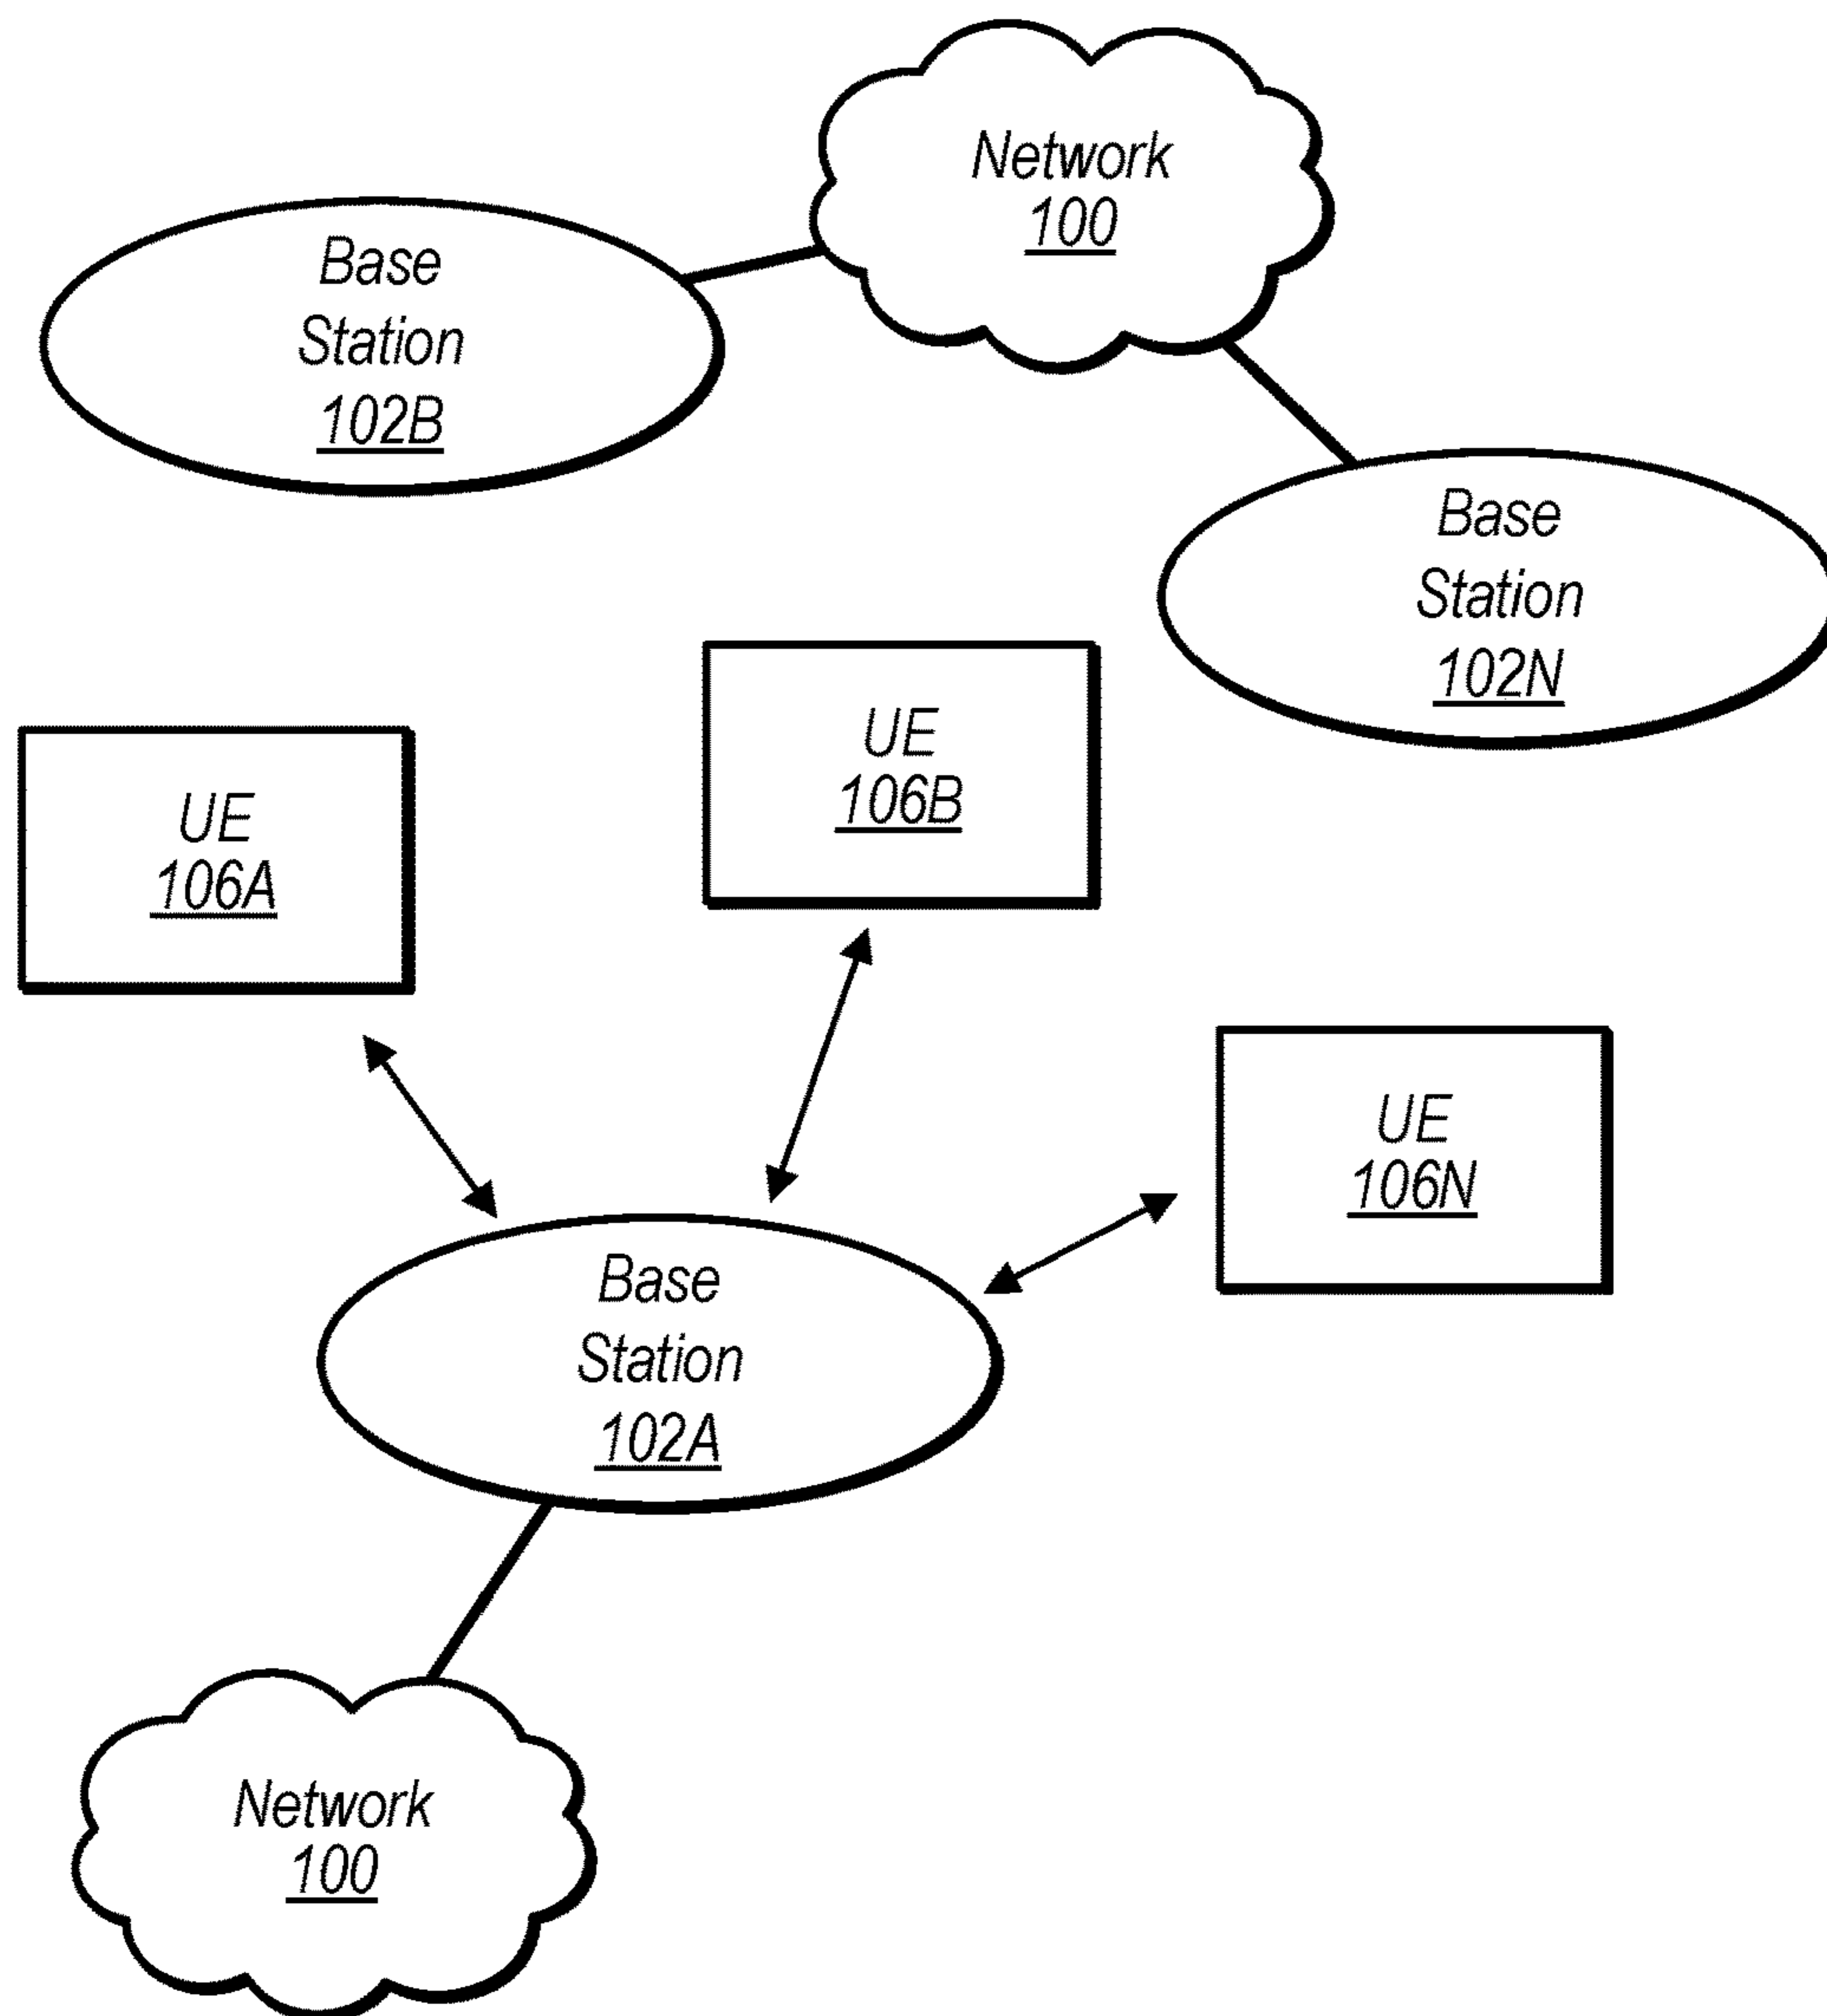 Network
100
Base
Station
102B
Base
Station
102N
UE
106B
UE
106A
UE
106N
Base
Station
102A
Network
100